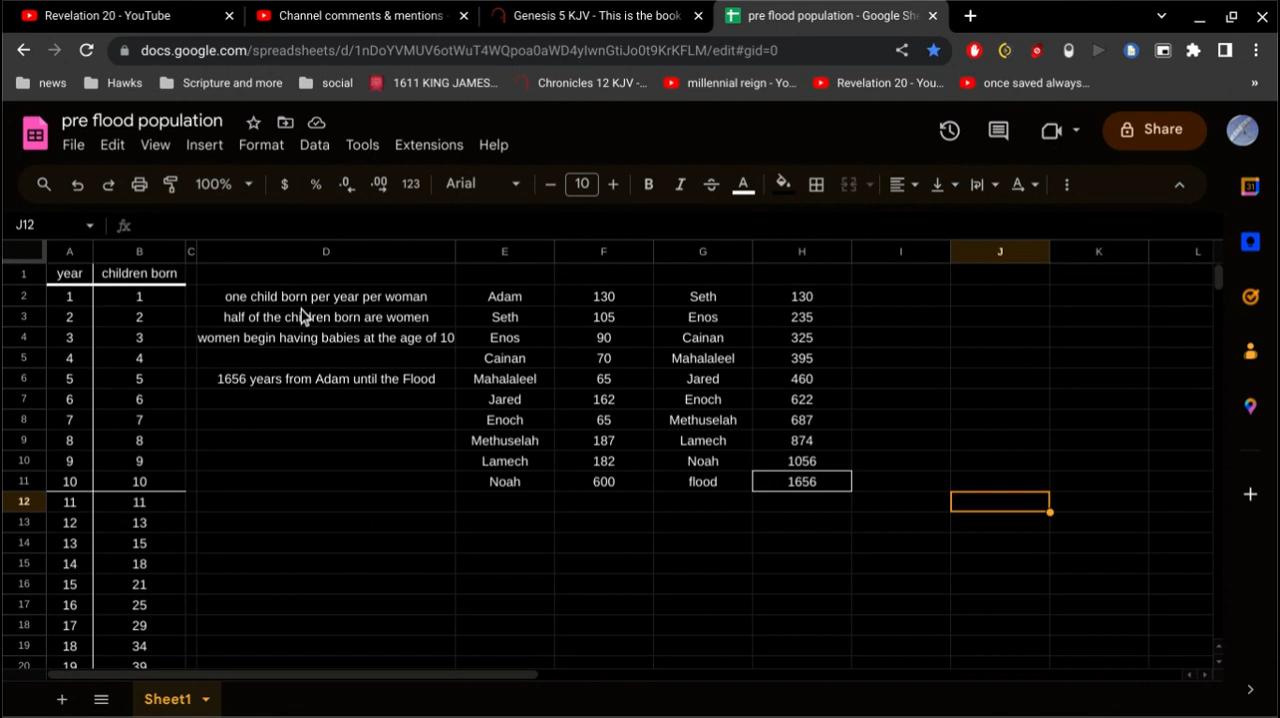 Revelation 20 - YouTube
Channel comments & mentions -
Genesis 5 KJV - This is the book
pre flood population - Google She
docs.google.com/spreadsheets/d/1nDoYVMUV6otWuT4WQpoa0aWD4yIwnGtiJo0t9KrKFLM/edit#gid=0
news Hawks Scripture and more social 1611 KING JAMES... Chronicles 12 KJV -... millennial reign - Yo... Revelation 20 - You... once saved always... »
pre flood population
File Edit View Insert Format Data Tools Extensions Help
Share
100% $ % .0 .00 123 Arial 10 B I A
J12 fx
A B C D E F G H I J K L
1 year children born
2 1 1 one child born per year per woman Adam 130 Seth 130
3 2 2 half of the children born are women Seth 105 Enos 235
4 3 3 women begin having babies at the age of 10 Enos 90 Cainan 325
5 4 4 Cainan 70 Mahalaleel 395
6 5 5 1656 years from Adam until the Flood Mahalaleel 65 Jared 460
7 6 6 Jared 162 Enoch 622
8 7 7 Enoch 65 Methuselah 687
9 8 8 Methuselah 187 Lamech 874
10 9 9 Lamech 182 Noah 1056
11 10 10 Noah 600 flood 1656
12 11 11
13 12 13
14 13 15
15 14 18
16 15 21
17 16 25
18 17 29
19 18 34
20 19 39
Sheet1
31